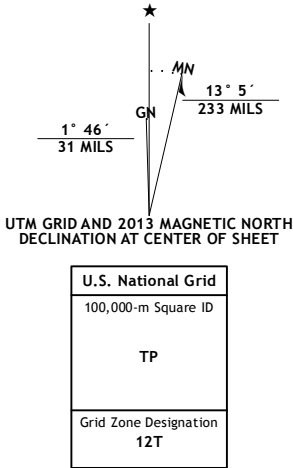 ★
MN
GN
13° 5´
233 MILS
1° 46´
31 MILS
UTM GRID AND 2013 MAGNETIC NORTH
DECLINATION AT CENTER OF SHEET
U.S. National Grid
100,000-m Square ID
TP
Grid Zone Designation
12T